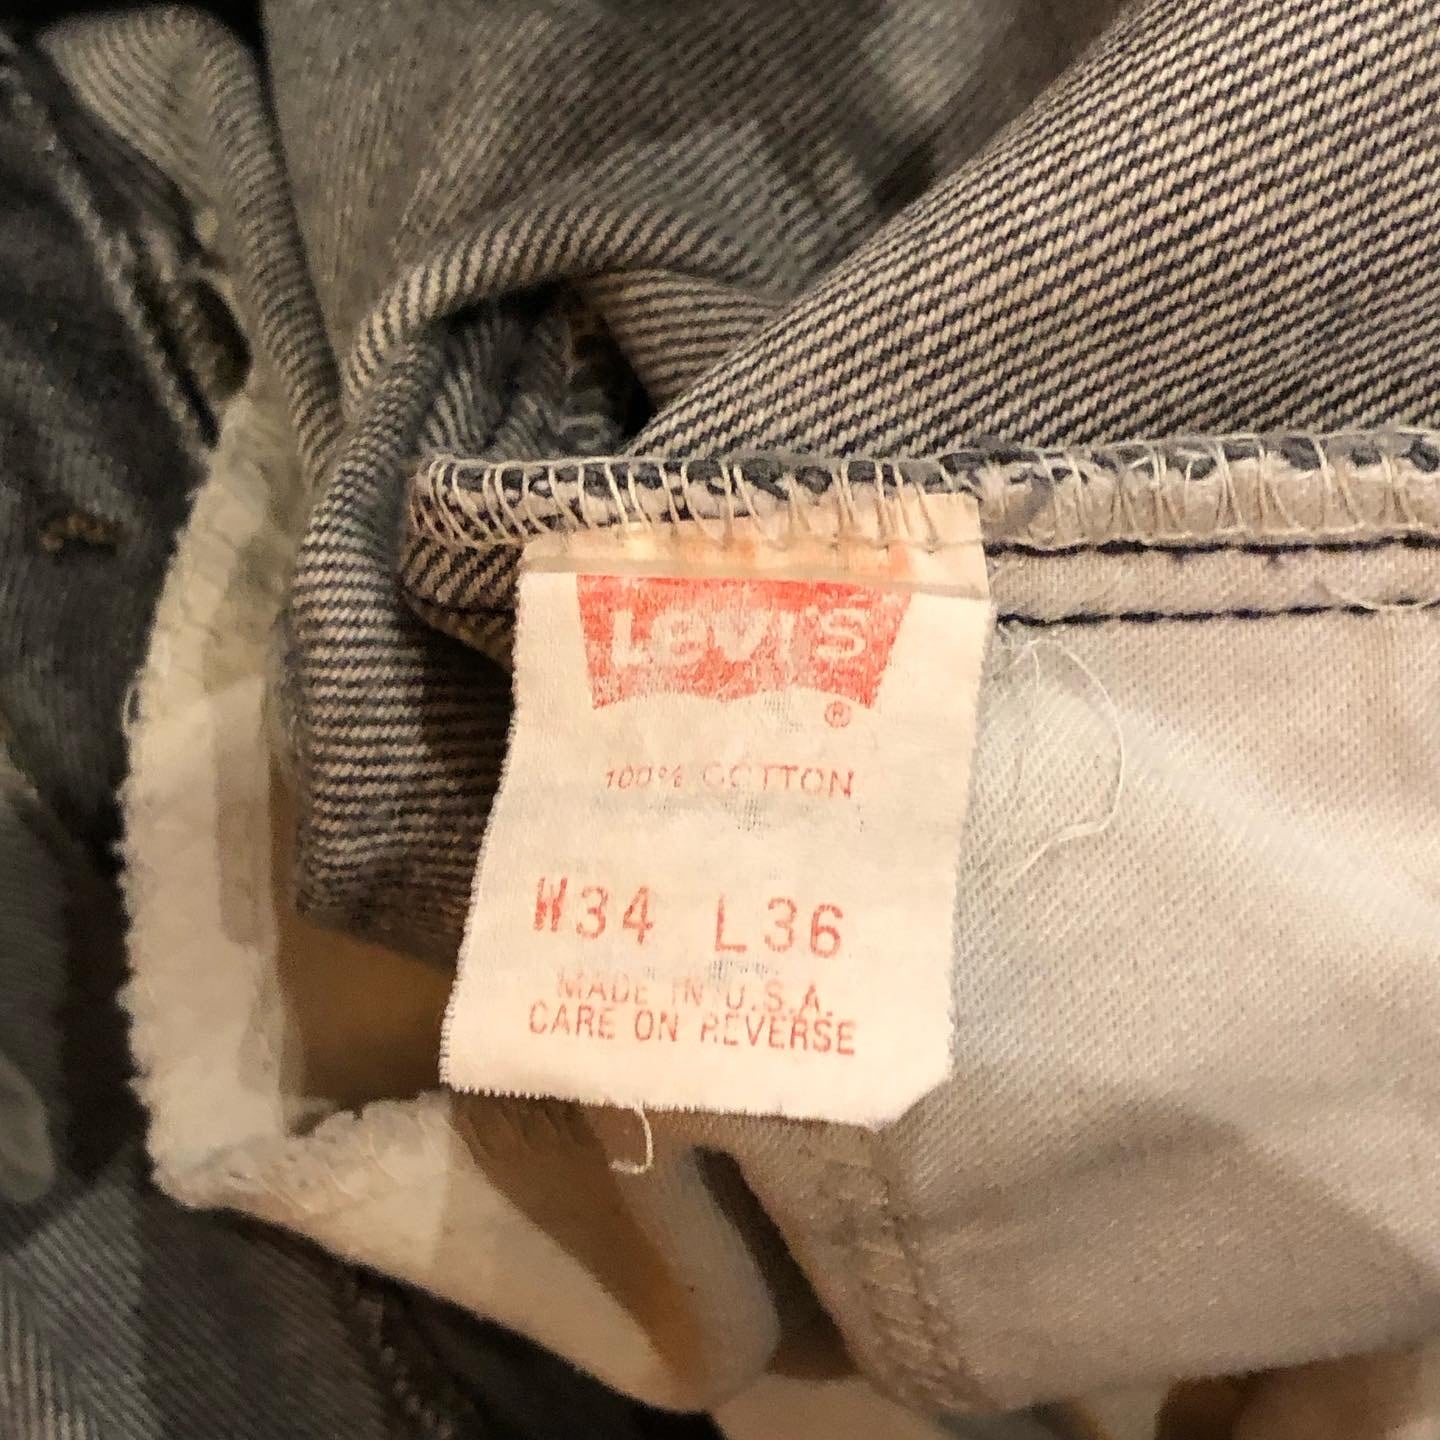 LEVI'S
®
100% COTTON
W34 L36
MADE IN U.S.A.
CARE ON REVERSE